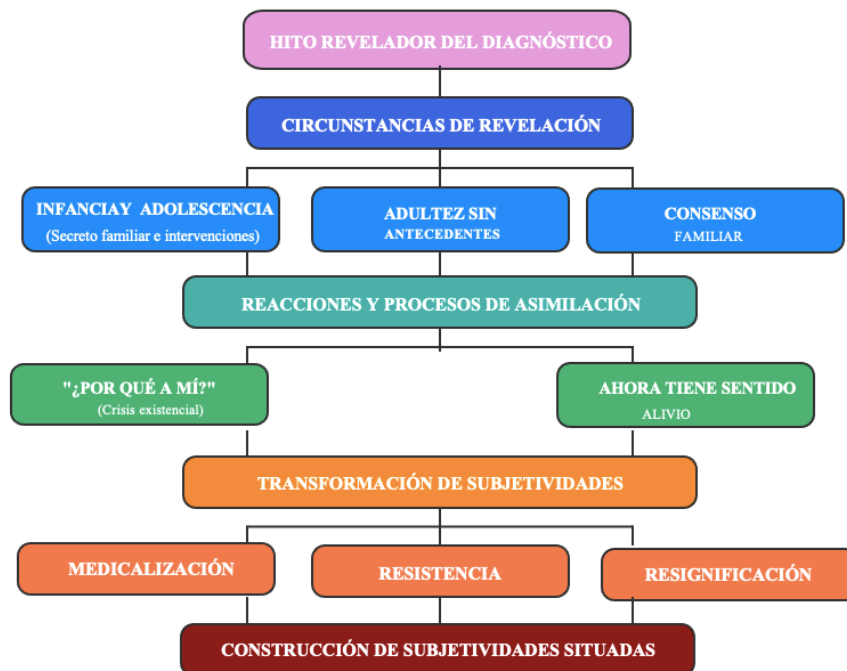 HITO REVELADOR DEL DIAGNÓSTICO
CIRCUNSTANCIAS DE REVELACIÓN
INFANCIAY ADOLESCENCIA
(Secreto familiar e intervenciones)
ADULTEZ SIN
ANTECEDENTES
CONSENSO
FAMILIAR
REACCIONES Y PROCESOS DE ASIMILACIÓN
"¿POR QUÉ A MÍ?"
(Crisis existencial)
AHORA TIENE SENTIDO
ALIVIO
TRANSFORMACIÓN DE SUBJETIVIDADES
MEDICALIZACIÓN
RESISTENCIA
RESIGNIFICACIÓN
CONSTRUCCIÓN DE SUBJETIVIDADES SITUADAS